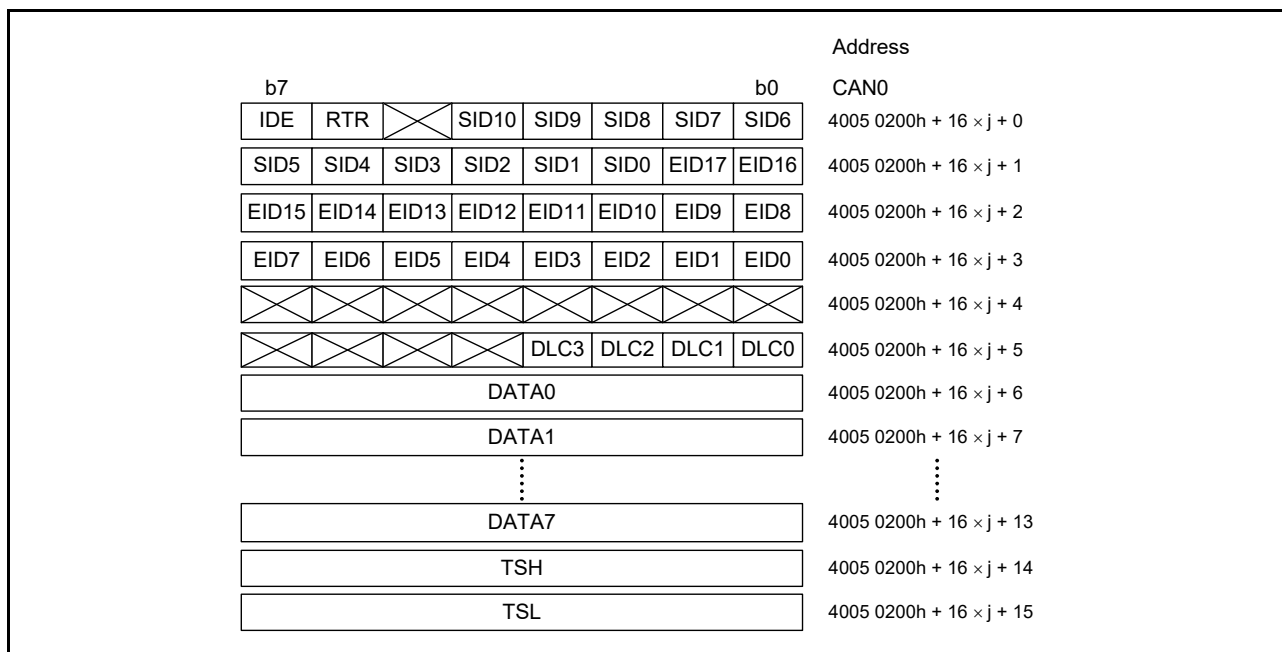 Address
b7 b0 CAN0
IDE RTR SID10 SID9 SID8 SID7 SID6 4005 0200h + 16 × j + 0
SID5 SID4 SID3 SID2 SID1 SID0 EID17 EID16 4005 0200h + 16 × j + 1
EID15 EID14 EID13 EID12 EID11 EID10 EID9 EID8 4005 0200h + 16 × j + 2
EID7 EID6 EID5 EID4 EID3 EID2 EID1 EID0 4005 0200h + 16 × j + 3
4005 0200h + 16 × j + 4
DLC3 DLC2 DLC1 DLC0 4005 0200h + 16 × j + 5
DATA0 4005 0200h + 16 × j + 6
DATA1 4005 0200h + 16 × j + 7
DATA7 4005 0200h + 16 × j + 13
TSH 4005 0200h + 16 × j + 14
TSL 4005 0200h + 16 × j + 15